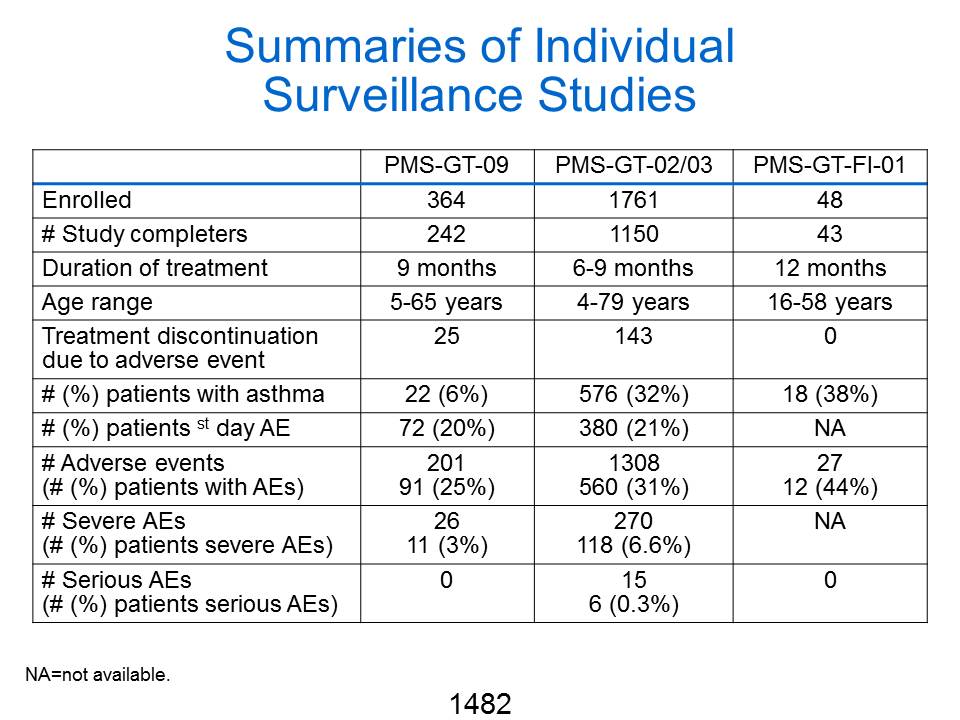 Summaries of Individual
Surveillance Studies
PMS-GT-09 PMS-GT-02/03 PMS-GT-FI-01
Enrolled 364 1761 48
# Study completers 242 1150 43
Duration of treatment 9 months 6-9 months 12 months
Age range 5-65 years 4-79 years 16-58 years
Treatment discontinuation 25 143 0
due to adverse event
# (%) patients with asthma 22 (6%) 576 (32%) 18 (38%)
# (%) patients st day AE 72 (20%) 380 (21%) NA
# Adverse events 201 1308 27
(# (%) patients with AEs) 91 (25%) 560 (31%) 12 (44%)
# Severe AEs 26 270 NA
(# (%) patients severe AEs) 11 (3%) 118 (6.6%)
# Serious AEs 0 15 0
(# (%) patients serious AEs) 6 (0.3%)
NA=not available.
1482